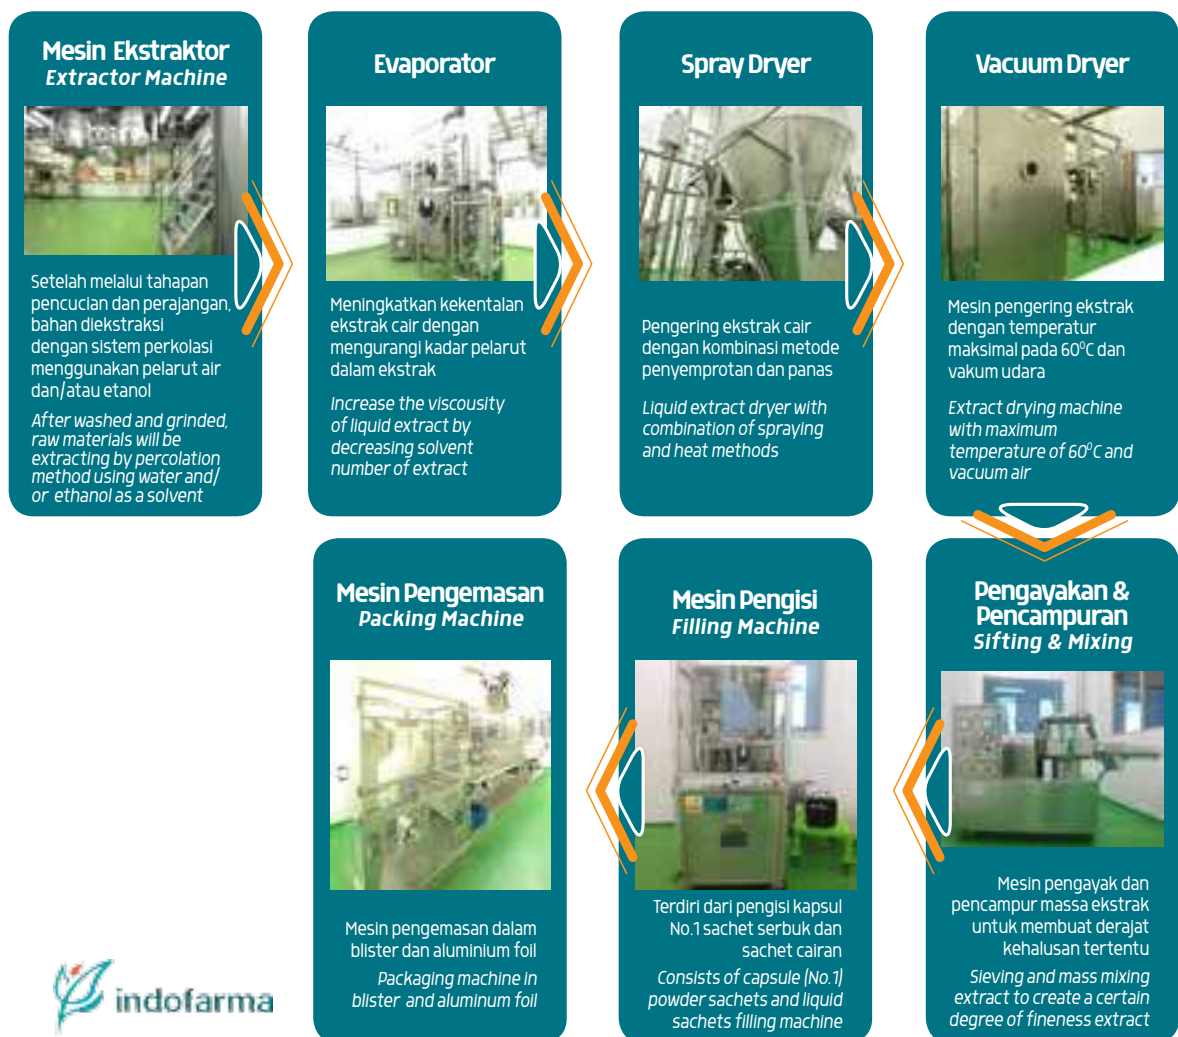 Mesin Ekstraktor
Extractor Machine
Setelah melalui tahapan
pencucian dan perajangan,
bahan diekstraksi
dengan sistem perkolasi
menggunakan pelarut air
dan/atau etanol
After washed and grinded,
raw materials will be
extracting by percolation
method using water and/
or ethanol as a solvent
Evaporator
Meningkatkan kekentalan
ekstrak cair dengan
mengurangi kadar pelarut
dalam ekstrak
Increase the viscousity
of liquid extract by
decreasing solvent
number of extract
Spray Dryer
Pengering ekstrak cair
dengan kombinasi metode
penyemprotan dan panas
Liquid extract dryer with
combination of spraying
and heat methods
Vacuum Dryer
Mesin pengering ekstrak
dengan temperatur
maksimal pada 60⁰C dan
vakum udara
Extract drying machine
with maximum
temperature of 60⁰C and
vacuum air
Pengayakan &
Pencampuran
Sifting & Mixing
Mesin pengayak dan
pencampur massa ekstrak
untuk membuat derajat
kehalusan tertentu
Sieving and mass mixing
extract to create a certain
degree of fineness extract
Mesin Pengisi
Filling Machine
Terdiri dari pengisi kapsul
No.1 sachet serbuk dan
sachet cairan
Consists of capsule (No.1)
powder sachets and liquid
sachets filling machine
Mesin Pengemasan
Packing Machine
Mesin pengemasan dalam
blister dan aluminium foil
Packaging machine in
blister and aluminum foil
indofarma